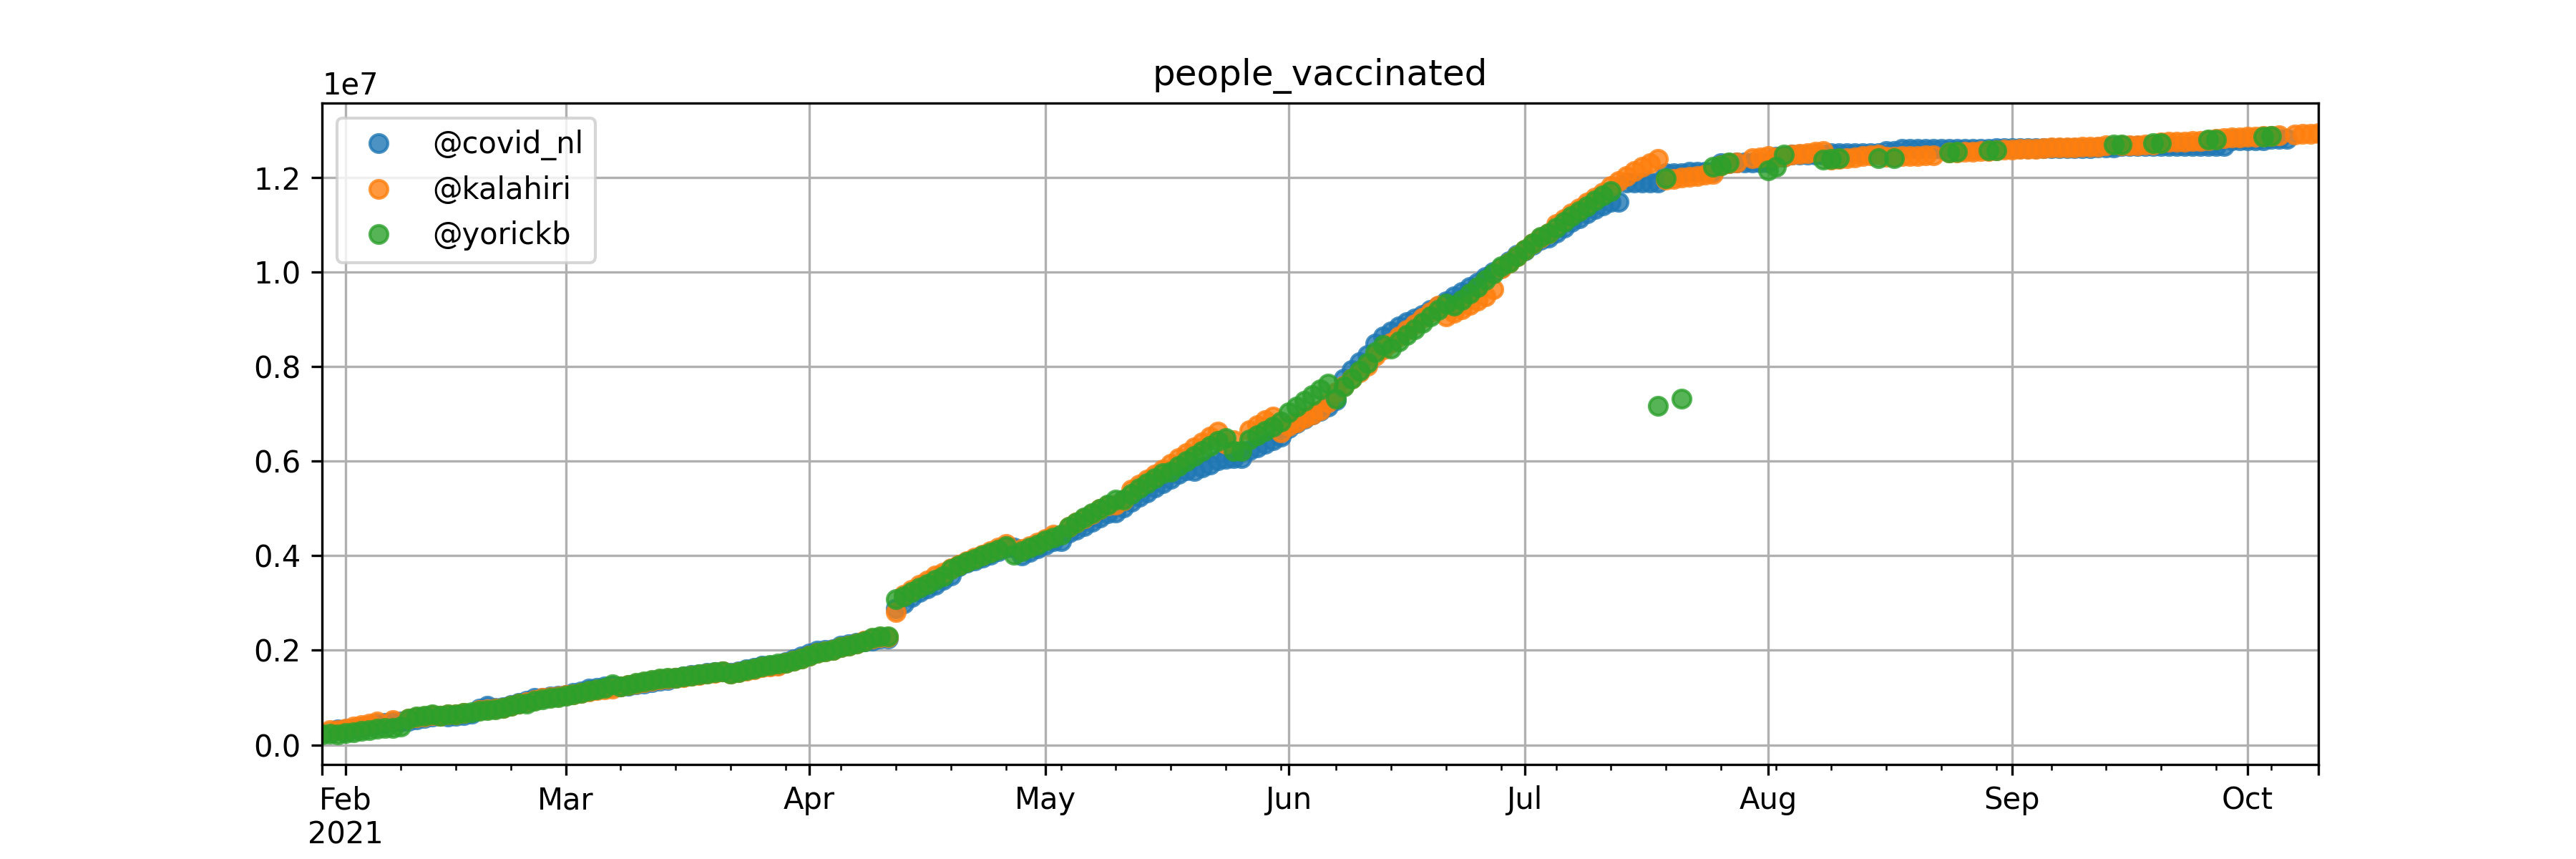 people_vaccinated
1e7
@covid_nl
@kalahiri
@yorickb
1.2
1.0
0.8
0.6
0.4
0.2
0.0
Feb Mar Apr May Jun Jul Aug Sep Oct
2021